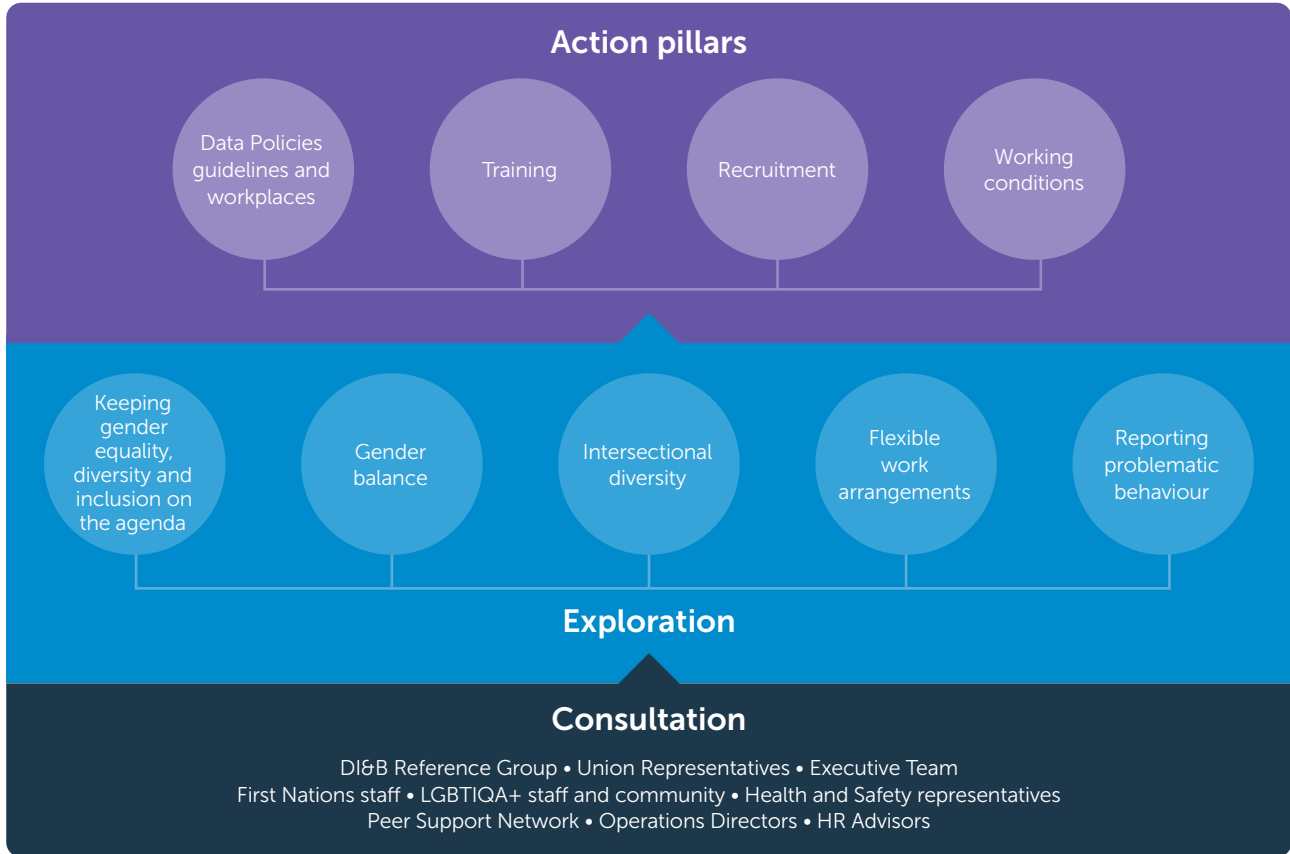 Action pillars
Data Policies
guidelines and
workplaces
Training
Recruitment
Working
conditions
Keeping
gender
equality,
diversity and
inclusion on
the agenda
Gender
balance
Intersectional
diversity
Flexible
work
arrangements
Reporting
problematic
behaviour
Exploration
Consultation
DI&B Reference Group • Union Representatives • Executive Team
First Nations staff • LGBTIQA+ staff and community • Health and Safety representatives
Peer Support Network • Operations Directors • HR Advisors